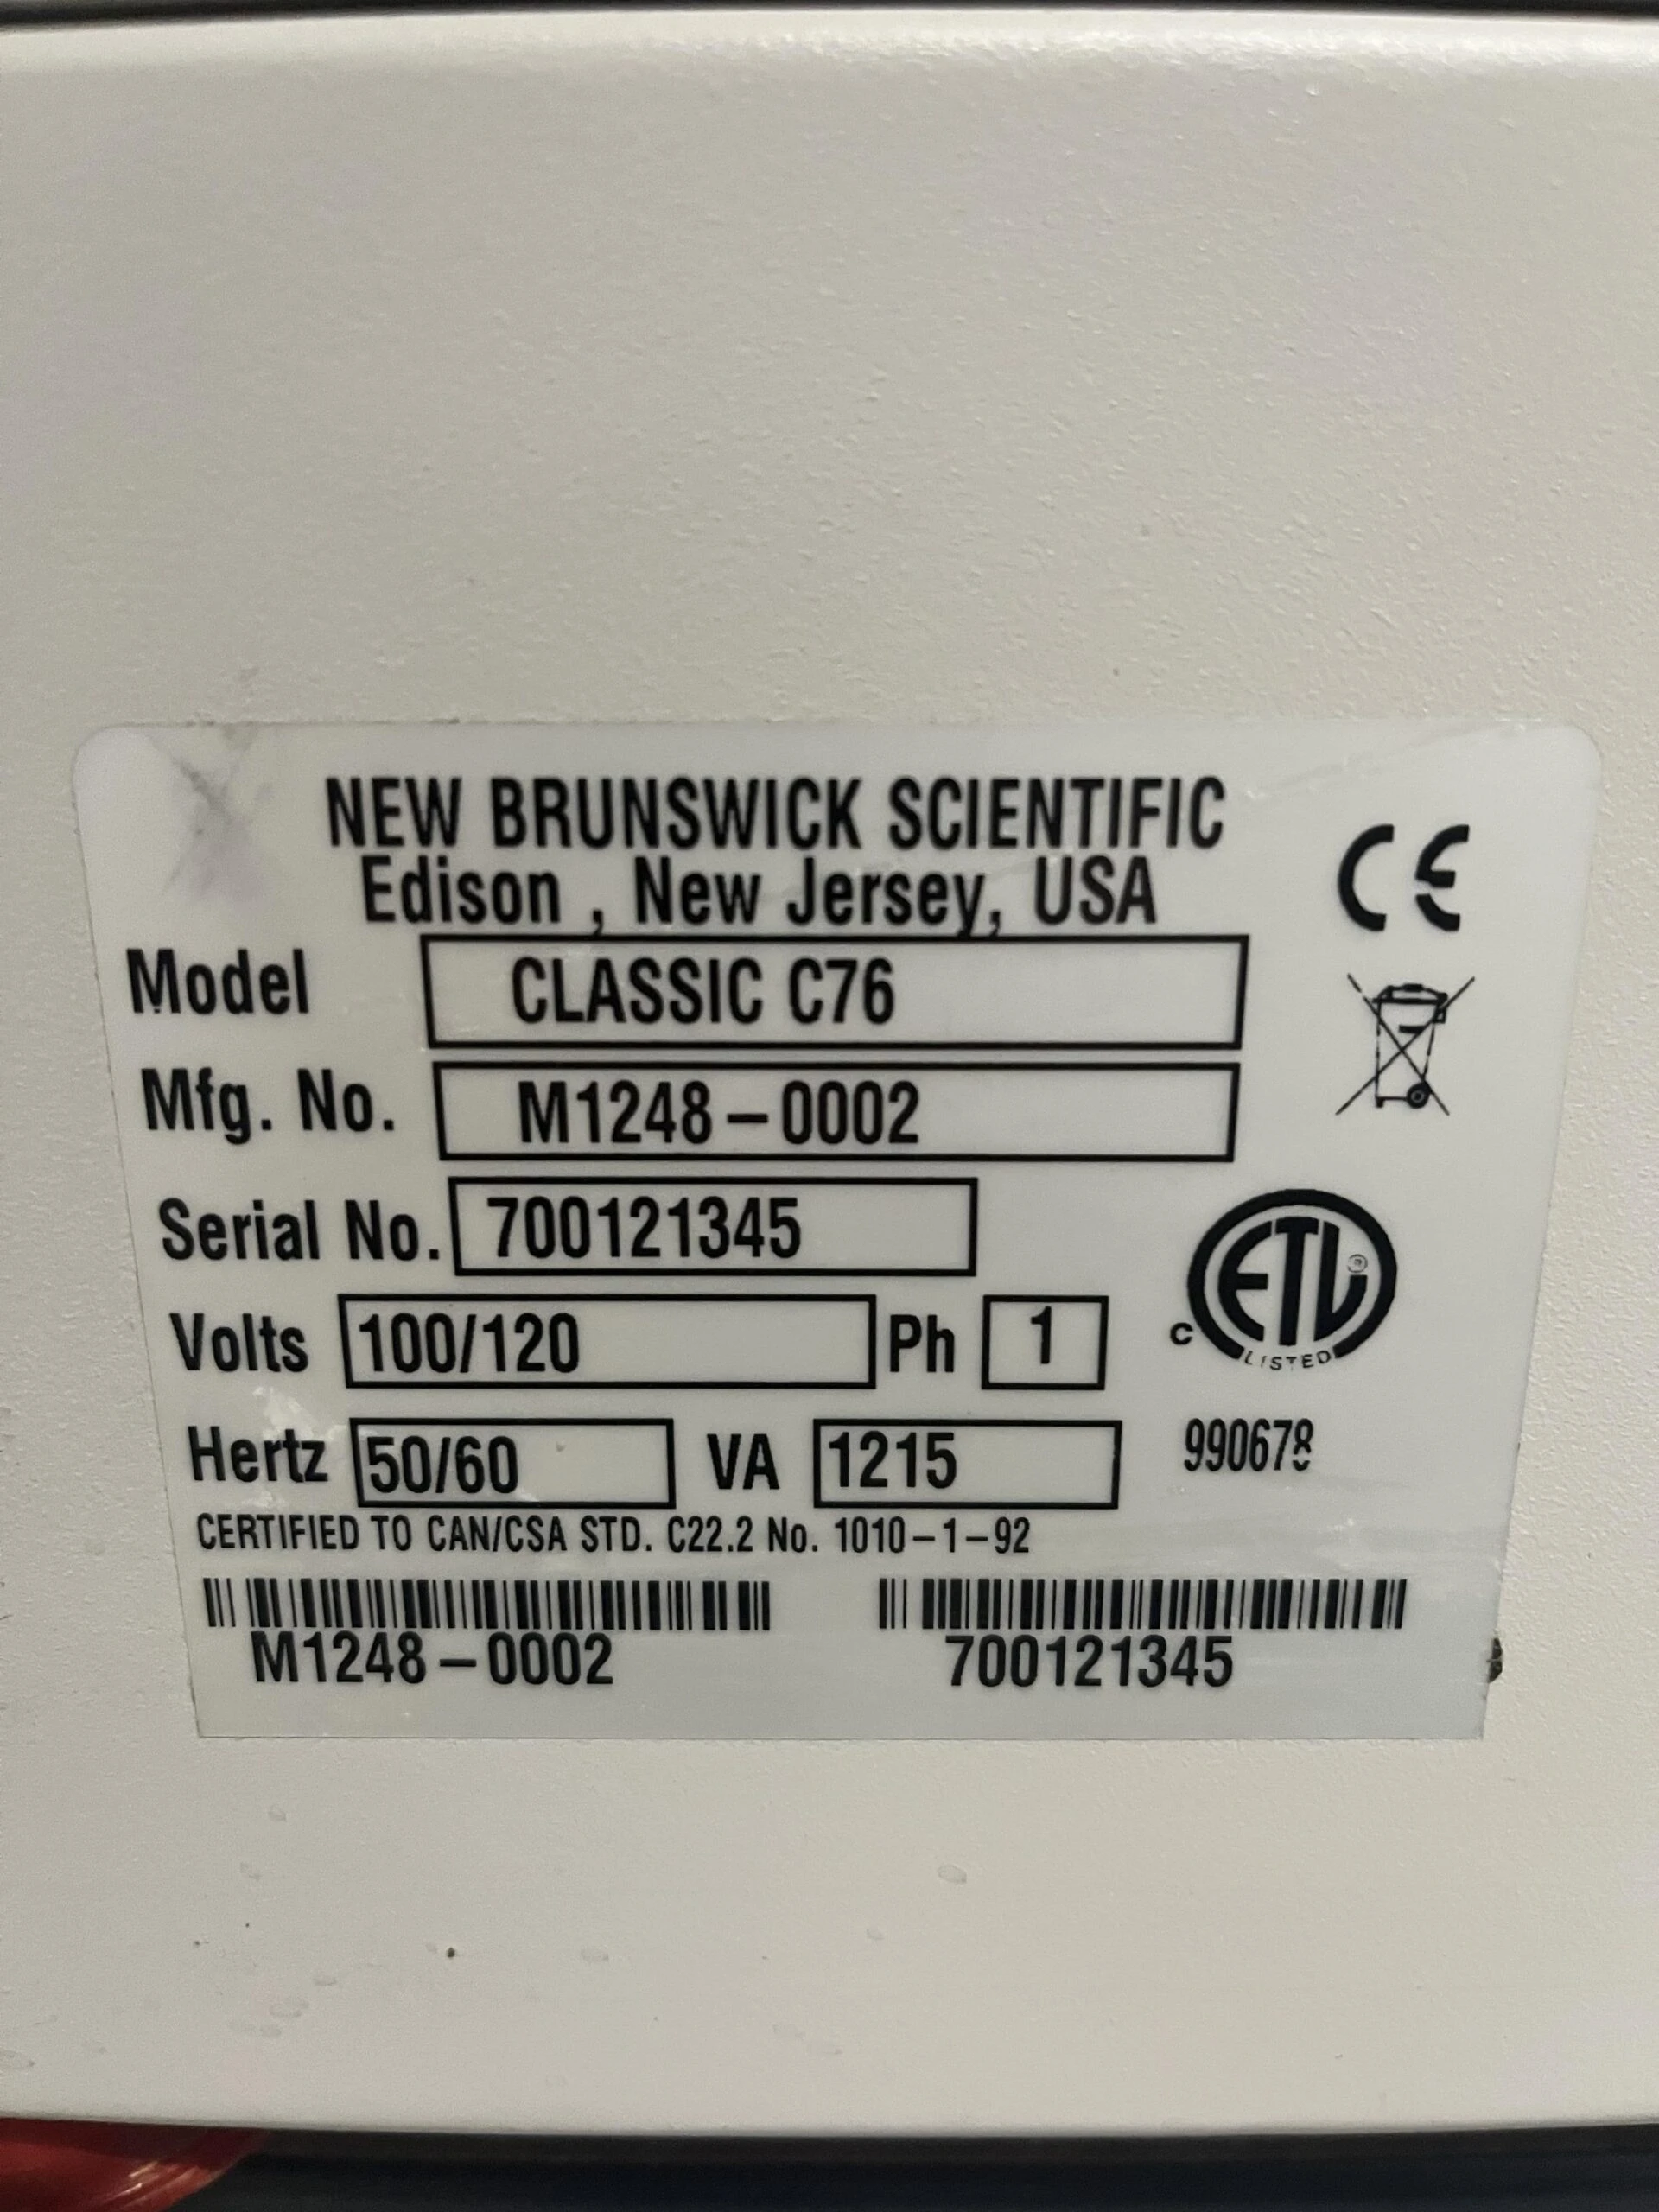 NEW BRUNSWICK SCIENTIFIC
Edison , New Jersey, USA
CE
Model CLASSIC C76
Mfg. No. M1248-0002
Serial No. 700121345
Volts 100/120 Ph 1
C ETL ® LISTED
Hertz 50/60 VA 1215 990678
CERTIFIED TO CAN/CSA STD. C22.2 No. 1010-1-92
M1248-0002 700121345